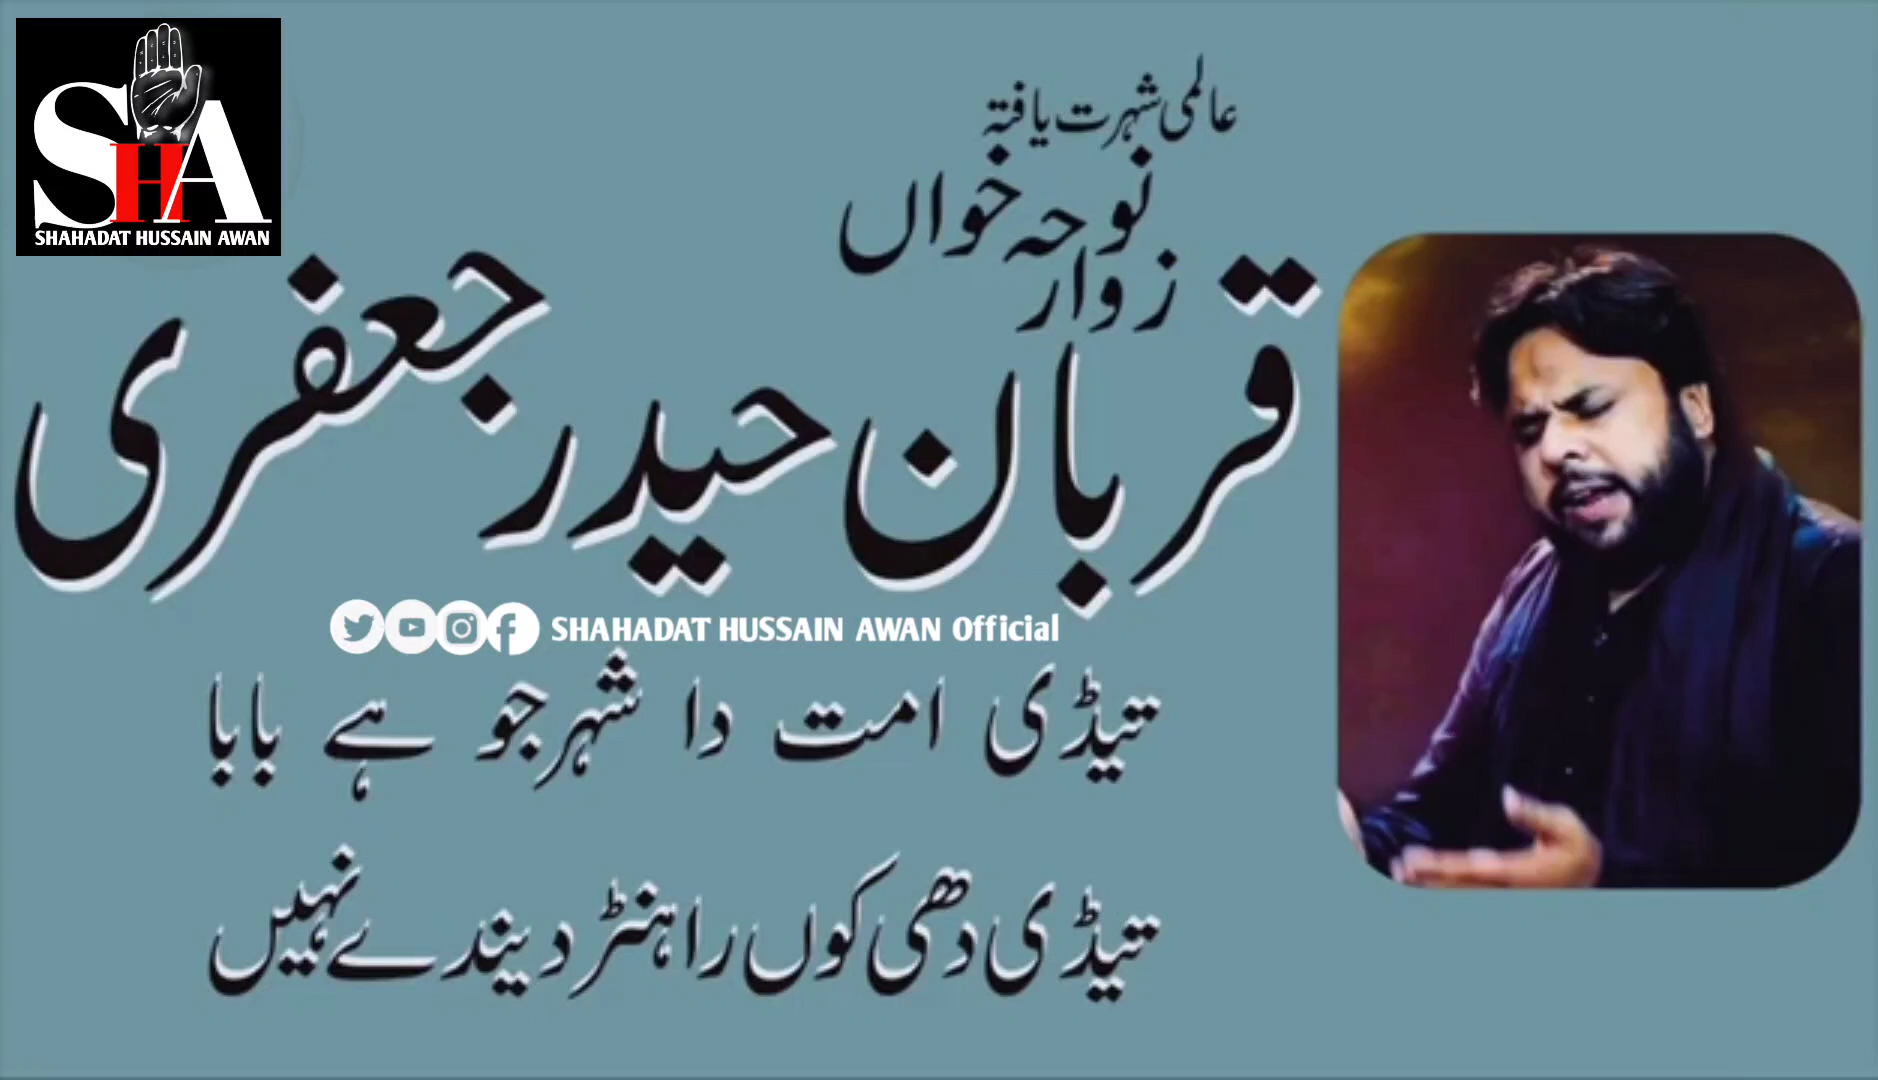 SHA
SHAHADAT HUSSAIN AWAN
عالمی شہرت یافتہ
نوحہ خواں
زوار
قربان حیدر جعفری
SHAHADAT HUSSAIN AWAN Official
تیڈی امت دا شہر جو ہے بابا
تیڈی دھی کوں راہنڑ دیندے نہیں